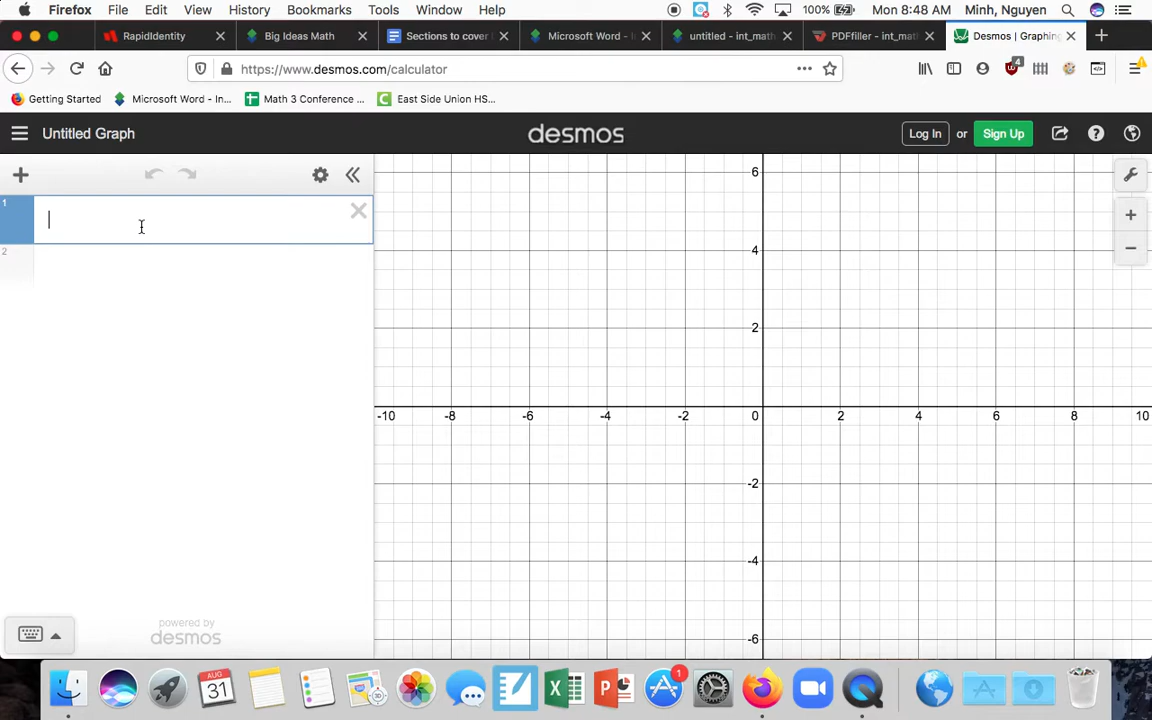 Firefox File Edit View History Bookmarks Tools Window Help 100% Mon 8:48 AM Minh, Nguyen
RapidIdentity Big Ideas Math Sections to cover Microsoft Word - untitled - int_math PDFfiller - int_ma Desmos | Graphing
https://www.desmos.com/calculator 4
Getting Started Microsoft Word - In... Math 3 Conference ... East Side Union HS...
Untitled Graph desmos Log In or Sign Up
1
2
6
4
2
-10 -8 -6 -4 -2 0 2 4 6 8 10
-2
-4
-6
powered by
desmos
AUG
31
1